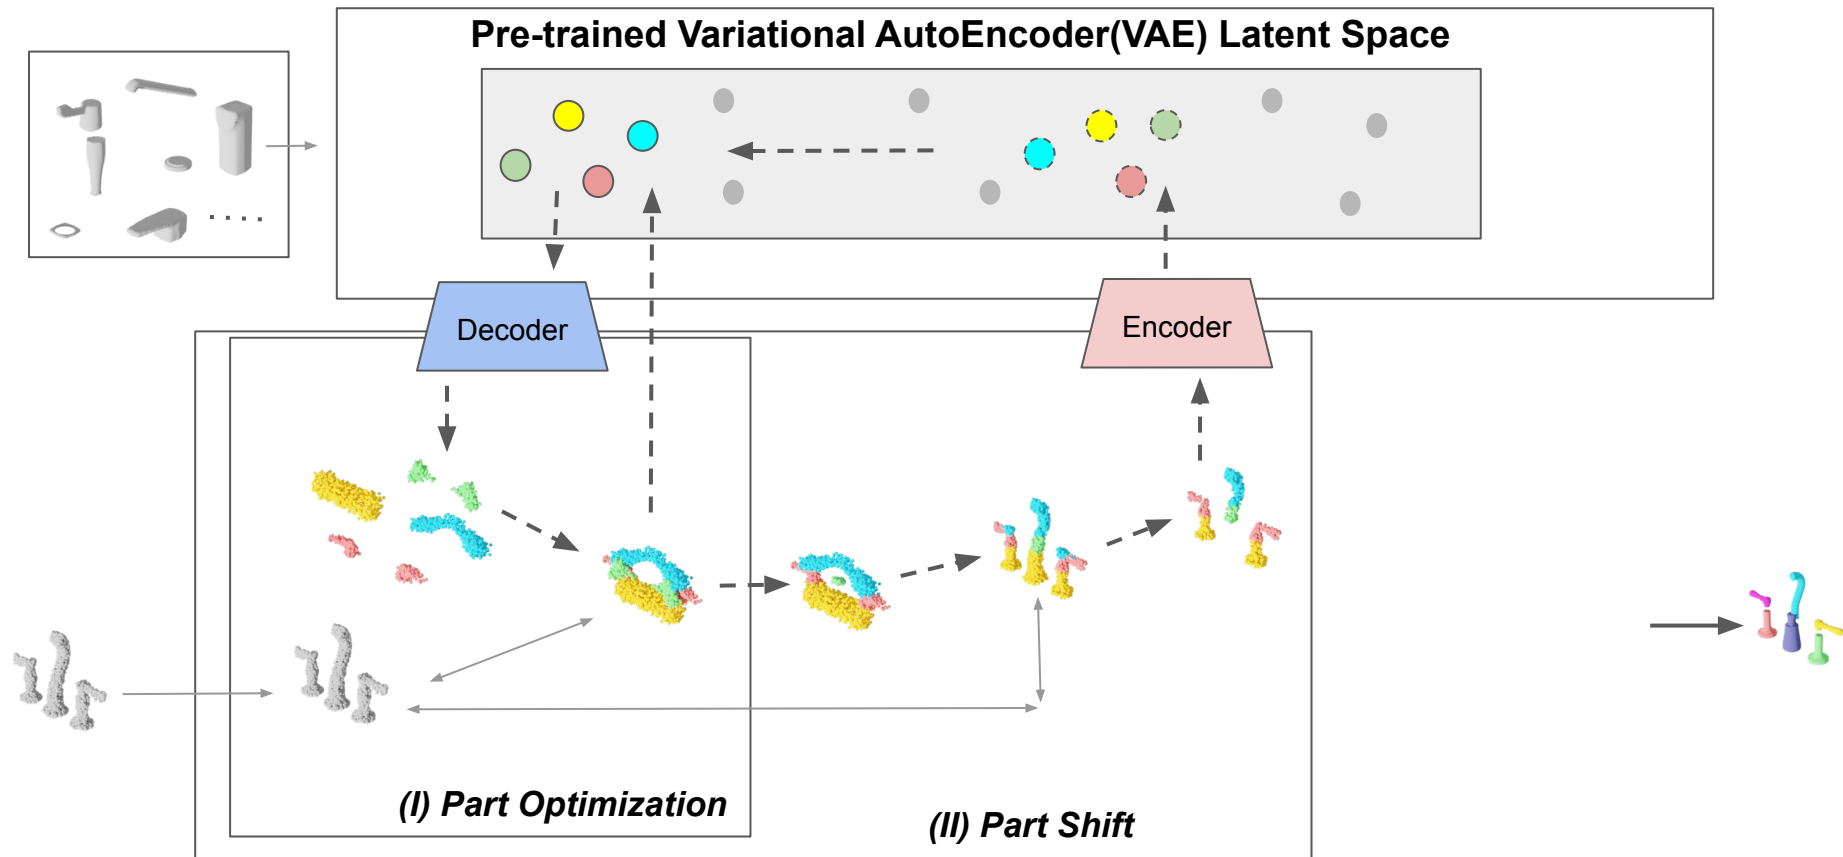 Pre-trained Variational AutoEncoder(VAE) Latent Space
Decoder
Encoder
(I) Part Optimization
(II) Part Shift